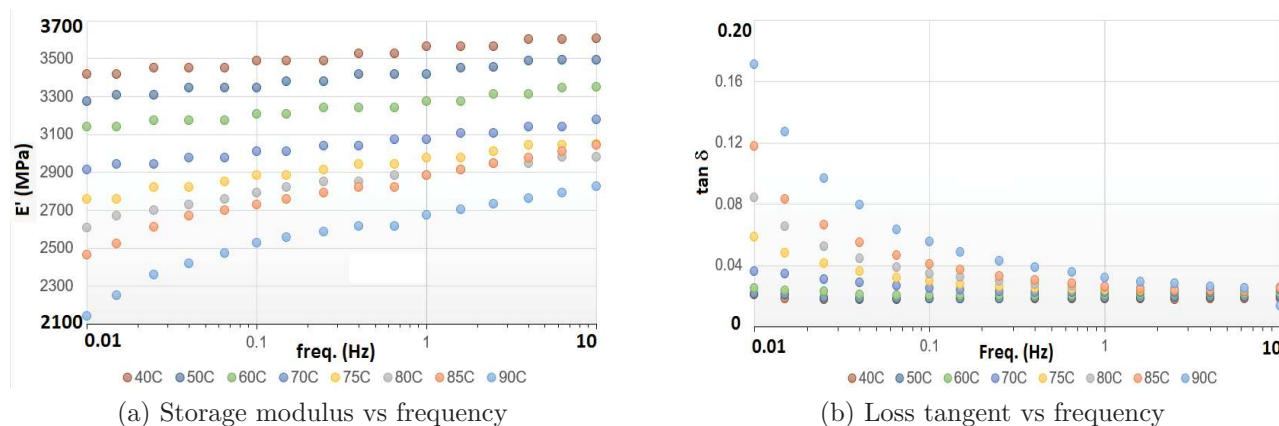 3700
3500
3300
3100
2900
2700
2500
2300
2100
E' (MPa)
0.01
0.1
1
10
freq. (Hz)
40C 50C 60C 70C 75C 80C 85C 90C
(a) Storage modulus vs frequency
0.20
0.16
0.12
0.08
0.04
0
tan δ
0.01
0.1
1
10
Freq. (Hz)
40C 50C 60C 70C 75C 80C 85C 90C
(b) Loss tangent vs frequency